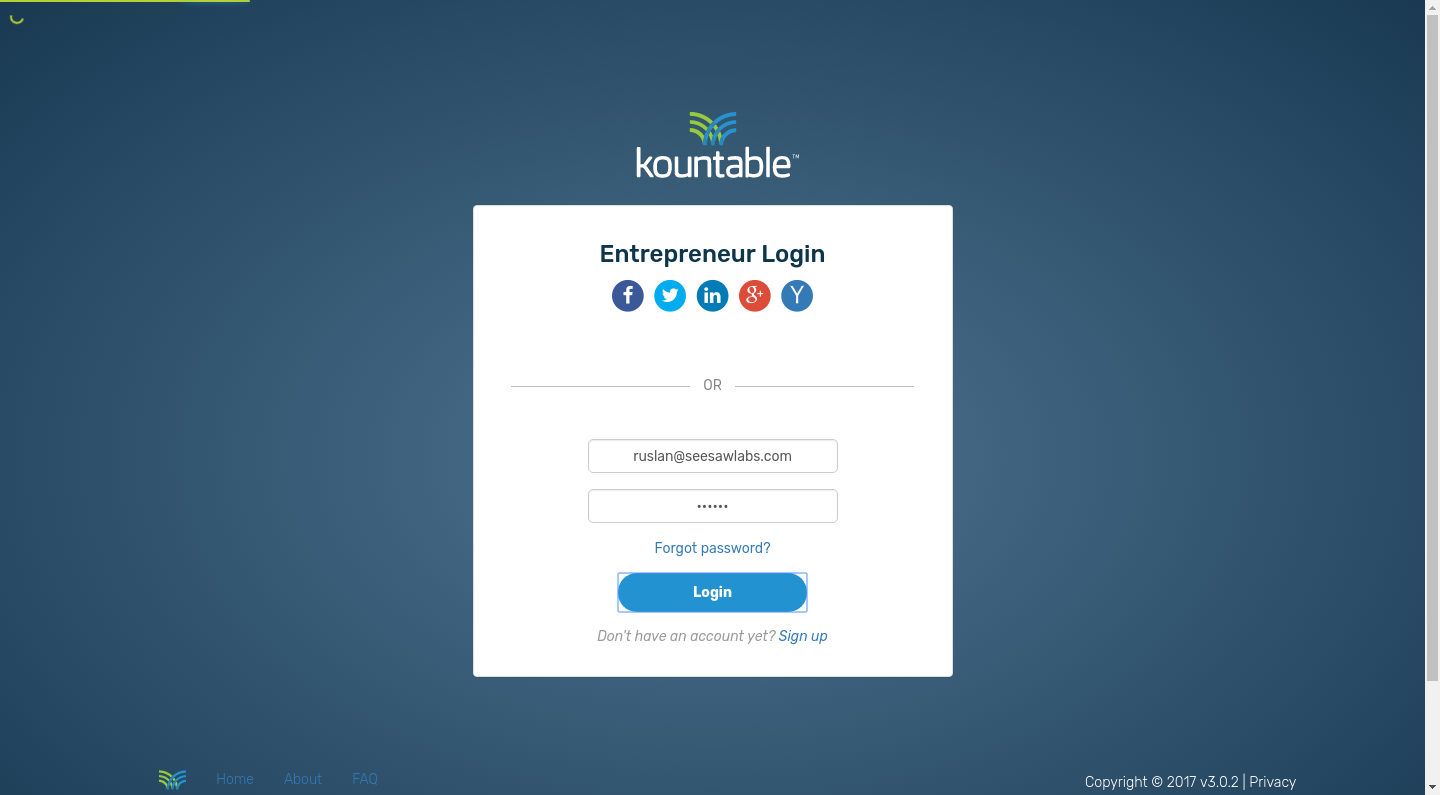 kountable™
Entrepreneur Login
OR
ruslan@seesawlabs.com
••••••
Forgot password?
Login
Don't have an account yet? Sign up
Home About FAQ
Copyright © 2017 v3.0.2 | Privacy